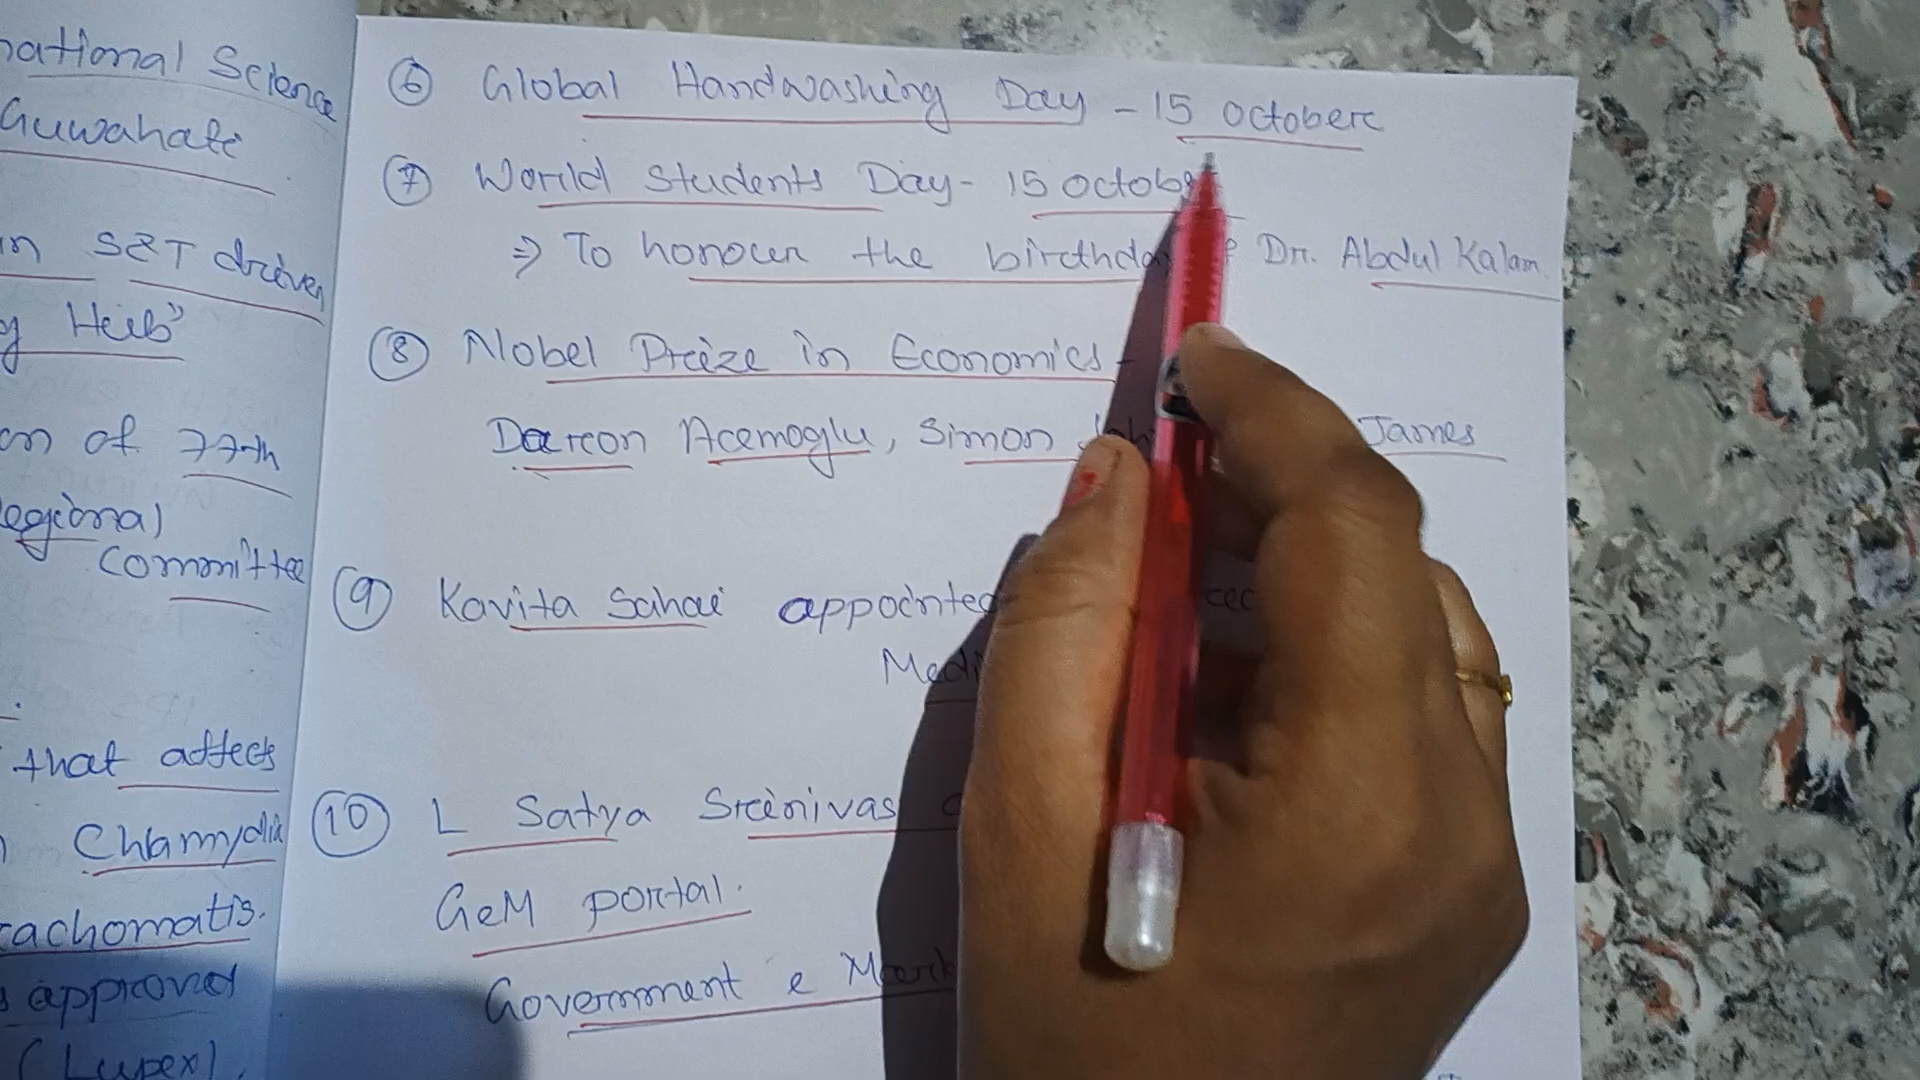 national Science
Guwahati
in S&T driven
Hub"
on of 77th
egional
Committee
that affects
Chlamydia
rachomatis.
approved
(Lupex).
⑥ Global Handwashing Day - 15 October
⑦ World Students Day - 15 Octob
⇒ To honour the birthda Dr. Abdul Kalam
⑧ Nobel Prize in Economics -
Daron Acemoglu, Simon James
⑨ Kavita Sahai appointed
Medi
⑩ L Satya Srinivas
GeM portal.
Government e Mark